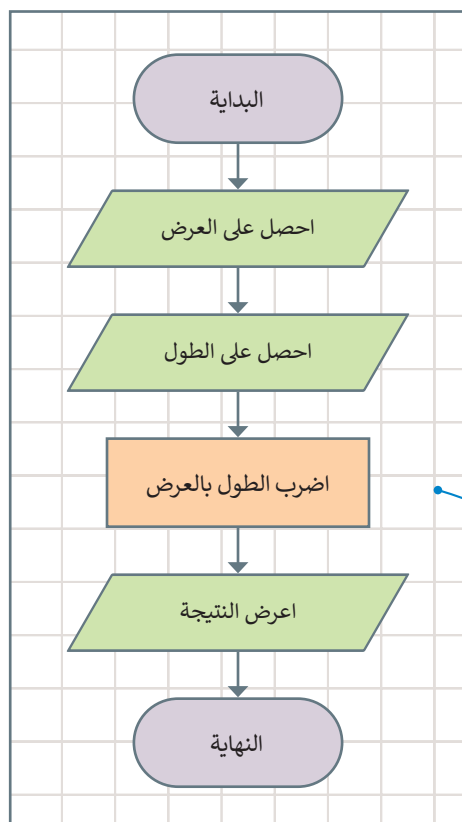 البداية
احصل على العرض
احصل على الطول
اضرب الطول بالعرض
اعرض النتيجة
النهاية